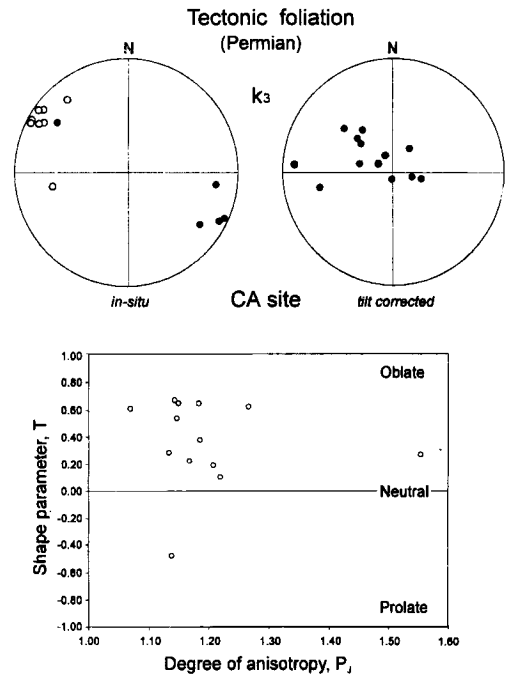 Tectonic foliation
(Permian)
N
N
k3
in-situ
CA site
tilt corrected
1.00
0.80
0.60
0.40
0.20
0.00
-0.20
-0.40
-0.60
-0.80
-1.00
Shape parameter, T
Oblate
Neutral
Prolate
1.00
1.10
1.20
1.30
1.40
1.50
1.60
Degree of anisotropy, PJ